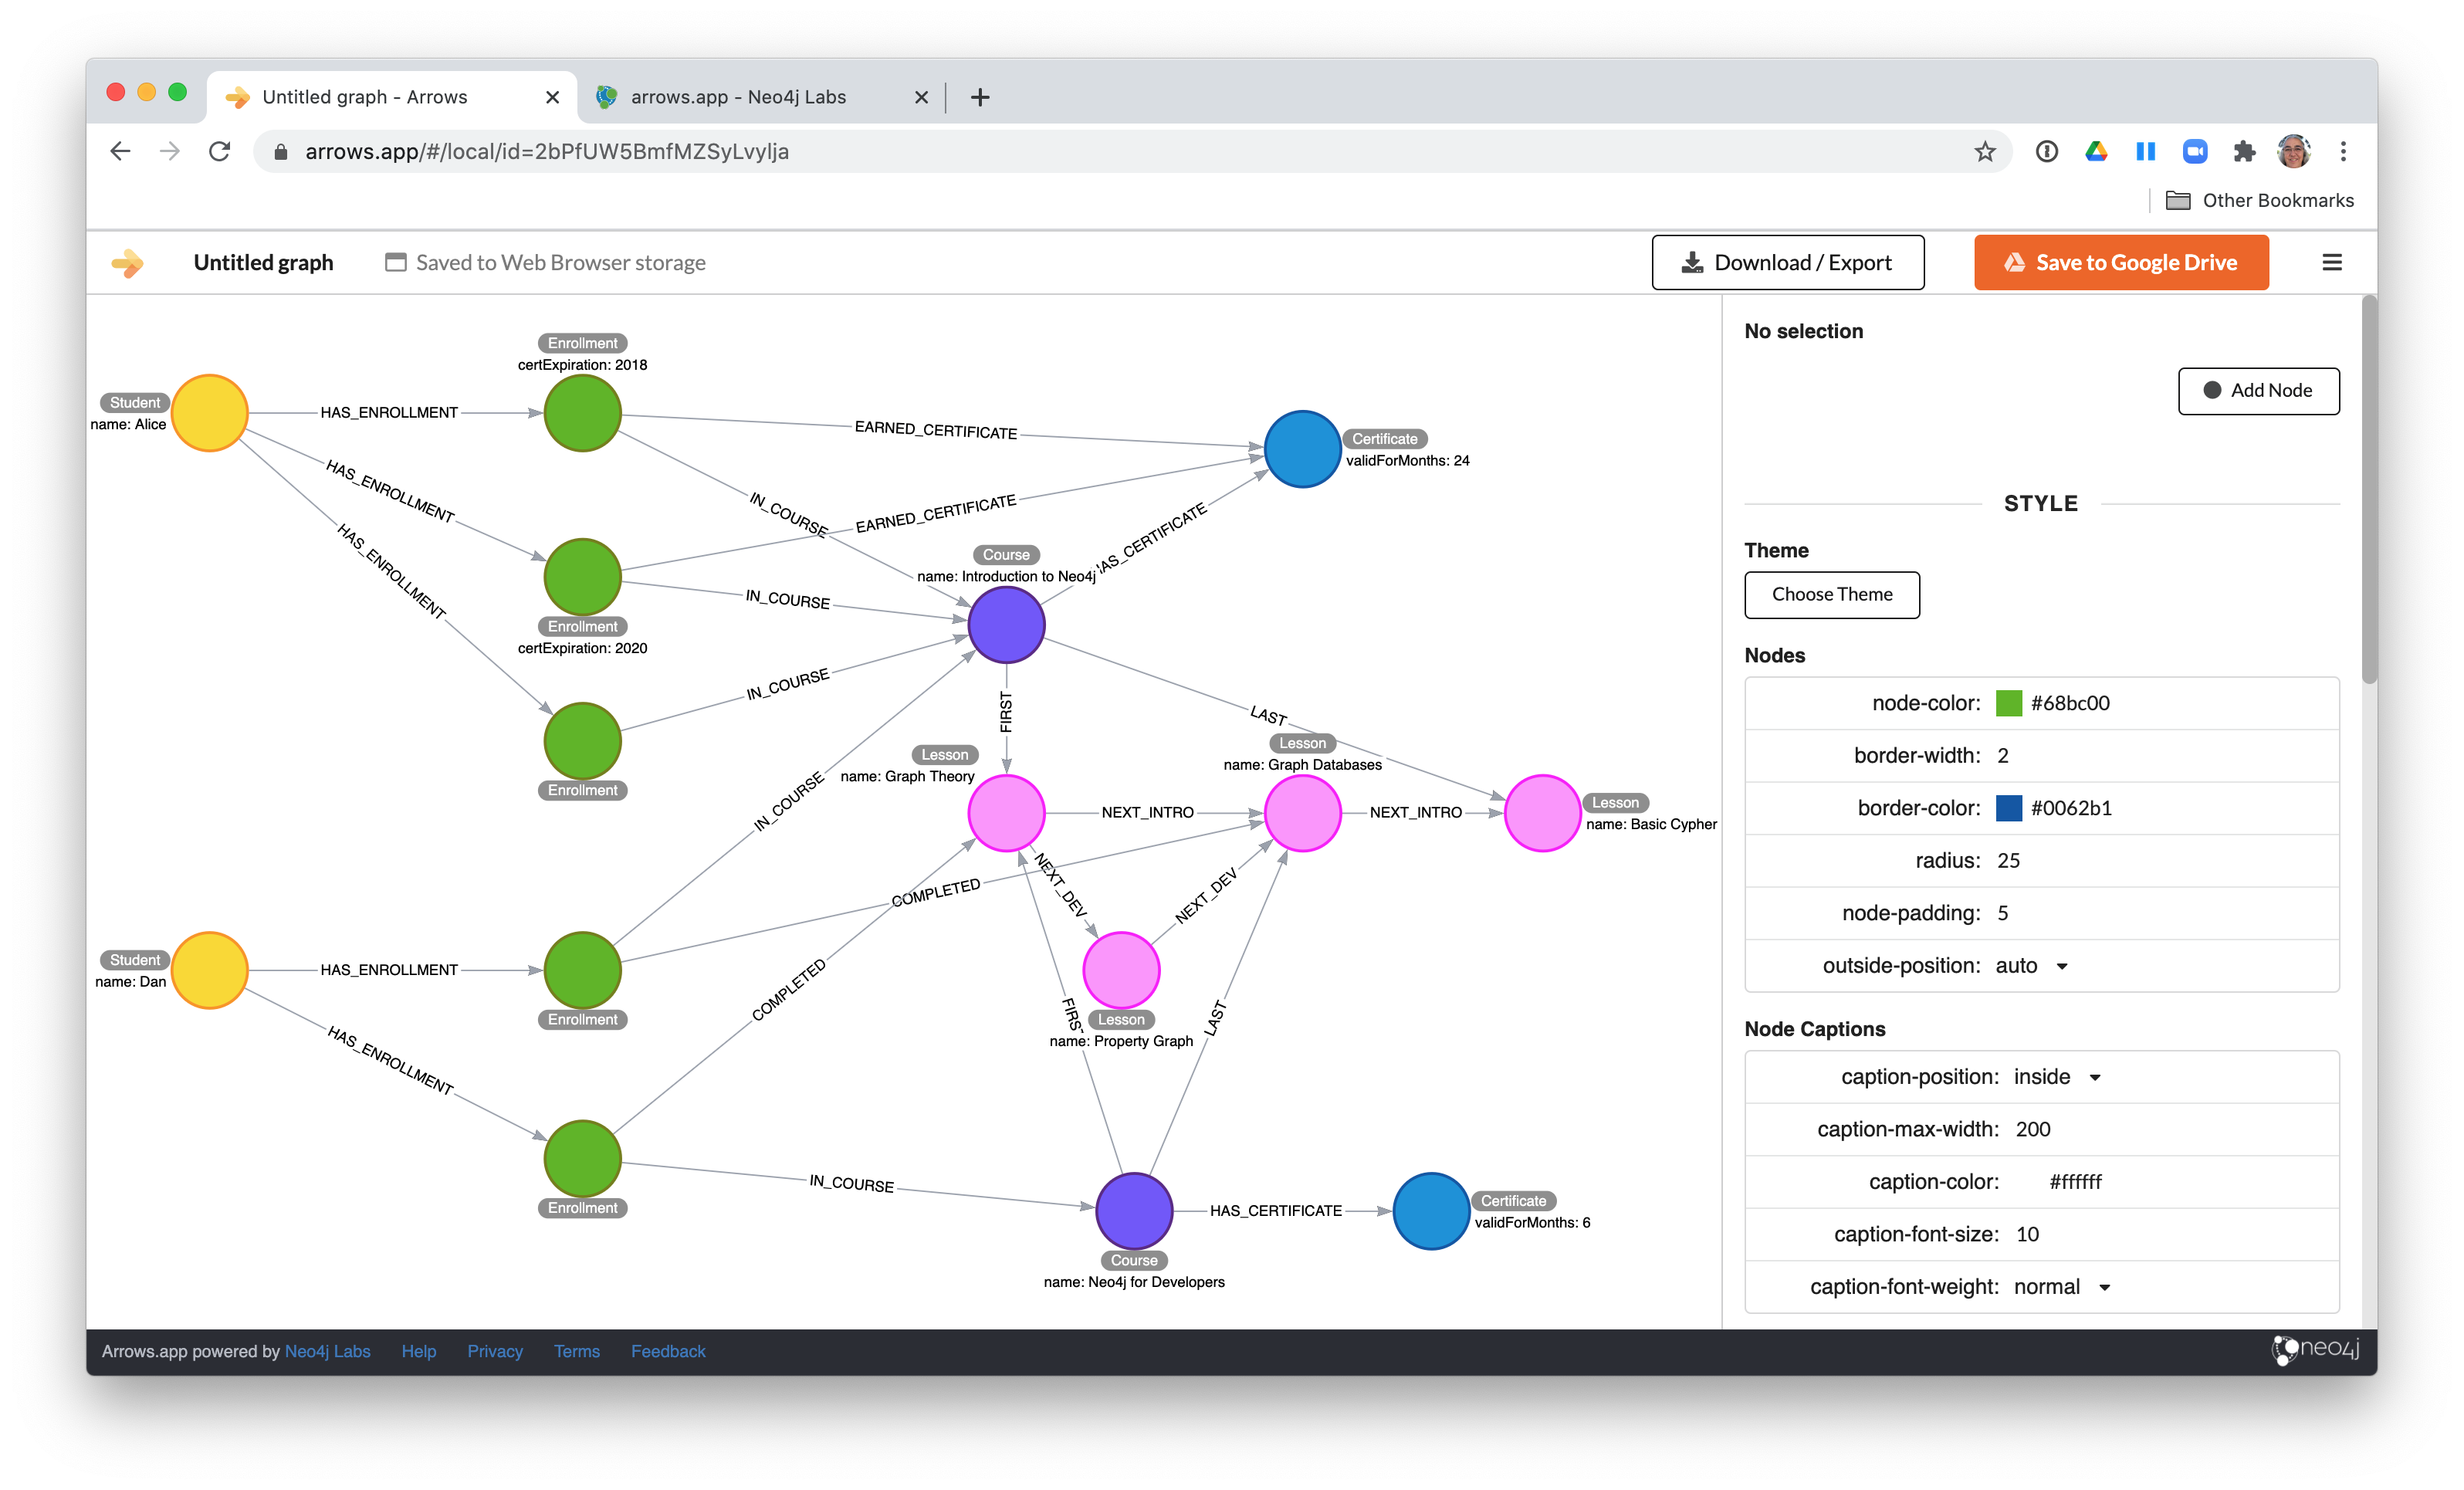 Untitled graph - Arrows
arrows.app - Neo4j Labs
arrows.app/#/local/id=2bPfUW5BmfMZSyLvylja
Other Bookmarks
Untitled graph
Saved to Web Browser storage
Download / Export
Save to Google Drive
Enrollment
certExpiration: 2018
Student
name: Alice
HAS_ENROLLMENT
EARNED_CERTIFICATE
Certificate
validForMonths: 24
HAS_ENROLLMENT
IN_COURSE
EARNED_CERTIFICATE
HAS_ENROLLMENT
AS_CERTIFICATE
Course
name: Introduction to Neo4j
IN_COURSE
Enrollment
certExpiration: 2020
IN_COURSE
FIRST
LAST
Lesson
name: Graph Theory
Lesson
name: Graph Databases
Enrollment
IN_COURSE
NEXT_INTRO
NEXT_INTRO
Lesson
name: Basic Cypher
COMPLETED
NEXT_DEV
NEXT_DEV
Student
name: Dan
HAS_ENROLLMENT
COMPLETED
Enrollment
FIRST
Lesson
name: Property Graph
LAST
HAS_ENROLLMENT
IN_COURSE
Enrollment
HAS_CERTIFICATE
Certificate
validForMonths: 6
Course
name: Neo4j for Developers
No selection
Add Node
STYLE
Theme
Choose Theme
Nodes
node-color: #68bc00
border-width: 2
border-color: #0062b1
radius: 25
node-padding: 5
outside-position: auto
Node Captions
caption-position: inside
caption-max-width: 200
caption-color: #ffffff
caption-font-size: 10
caption-font-weight: normal
Arrows.app powered by Neo4j Labs Help Privacy Terms Feedback
neo4j